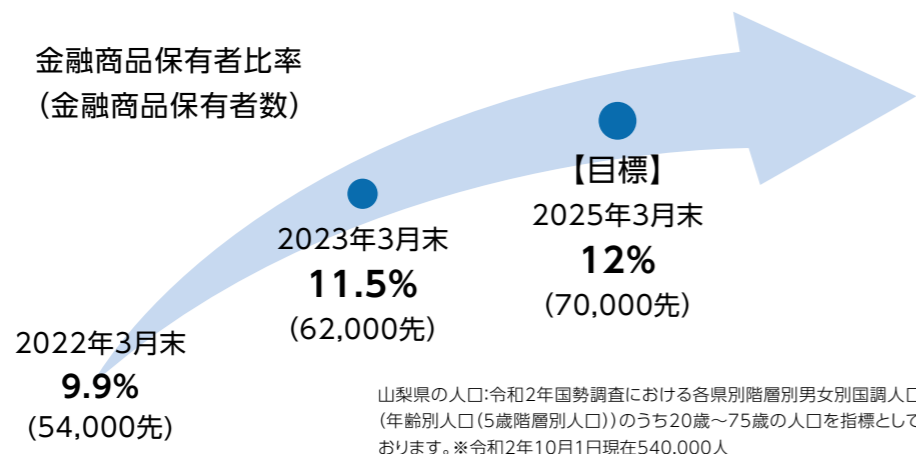 金融商品保有者比率
（金融商品保有者数）
【目標】
2025年3月末
12%
(70,000先)
2023年3月末
11.5%
(62,000先)
2022年3月末
9.9%
(54,000先)
山梨県の人口：令和2年国勢調査における各県別階層別男女別国調人口
(年齢別人口(5歳階層別人口))のうち20歳～75歳の人口を指標として
おります。※令和2年10月1日現在540,000人